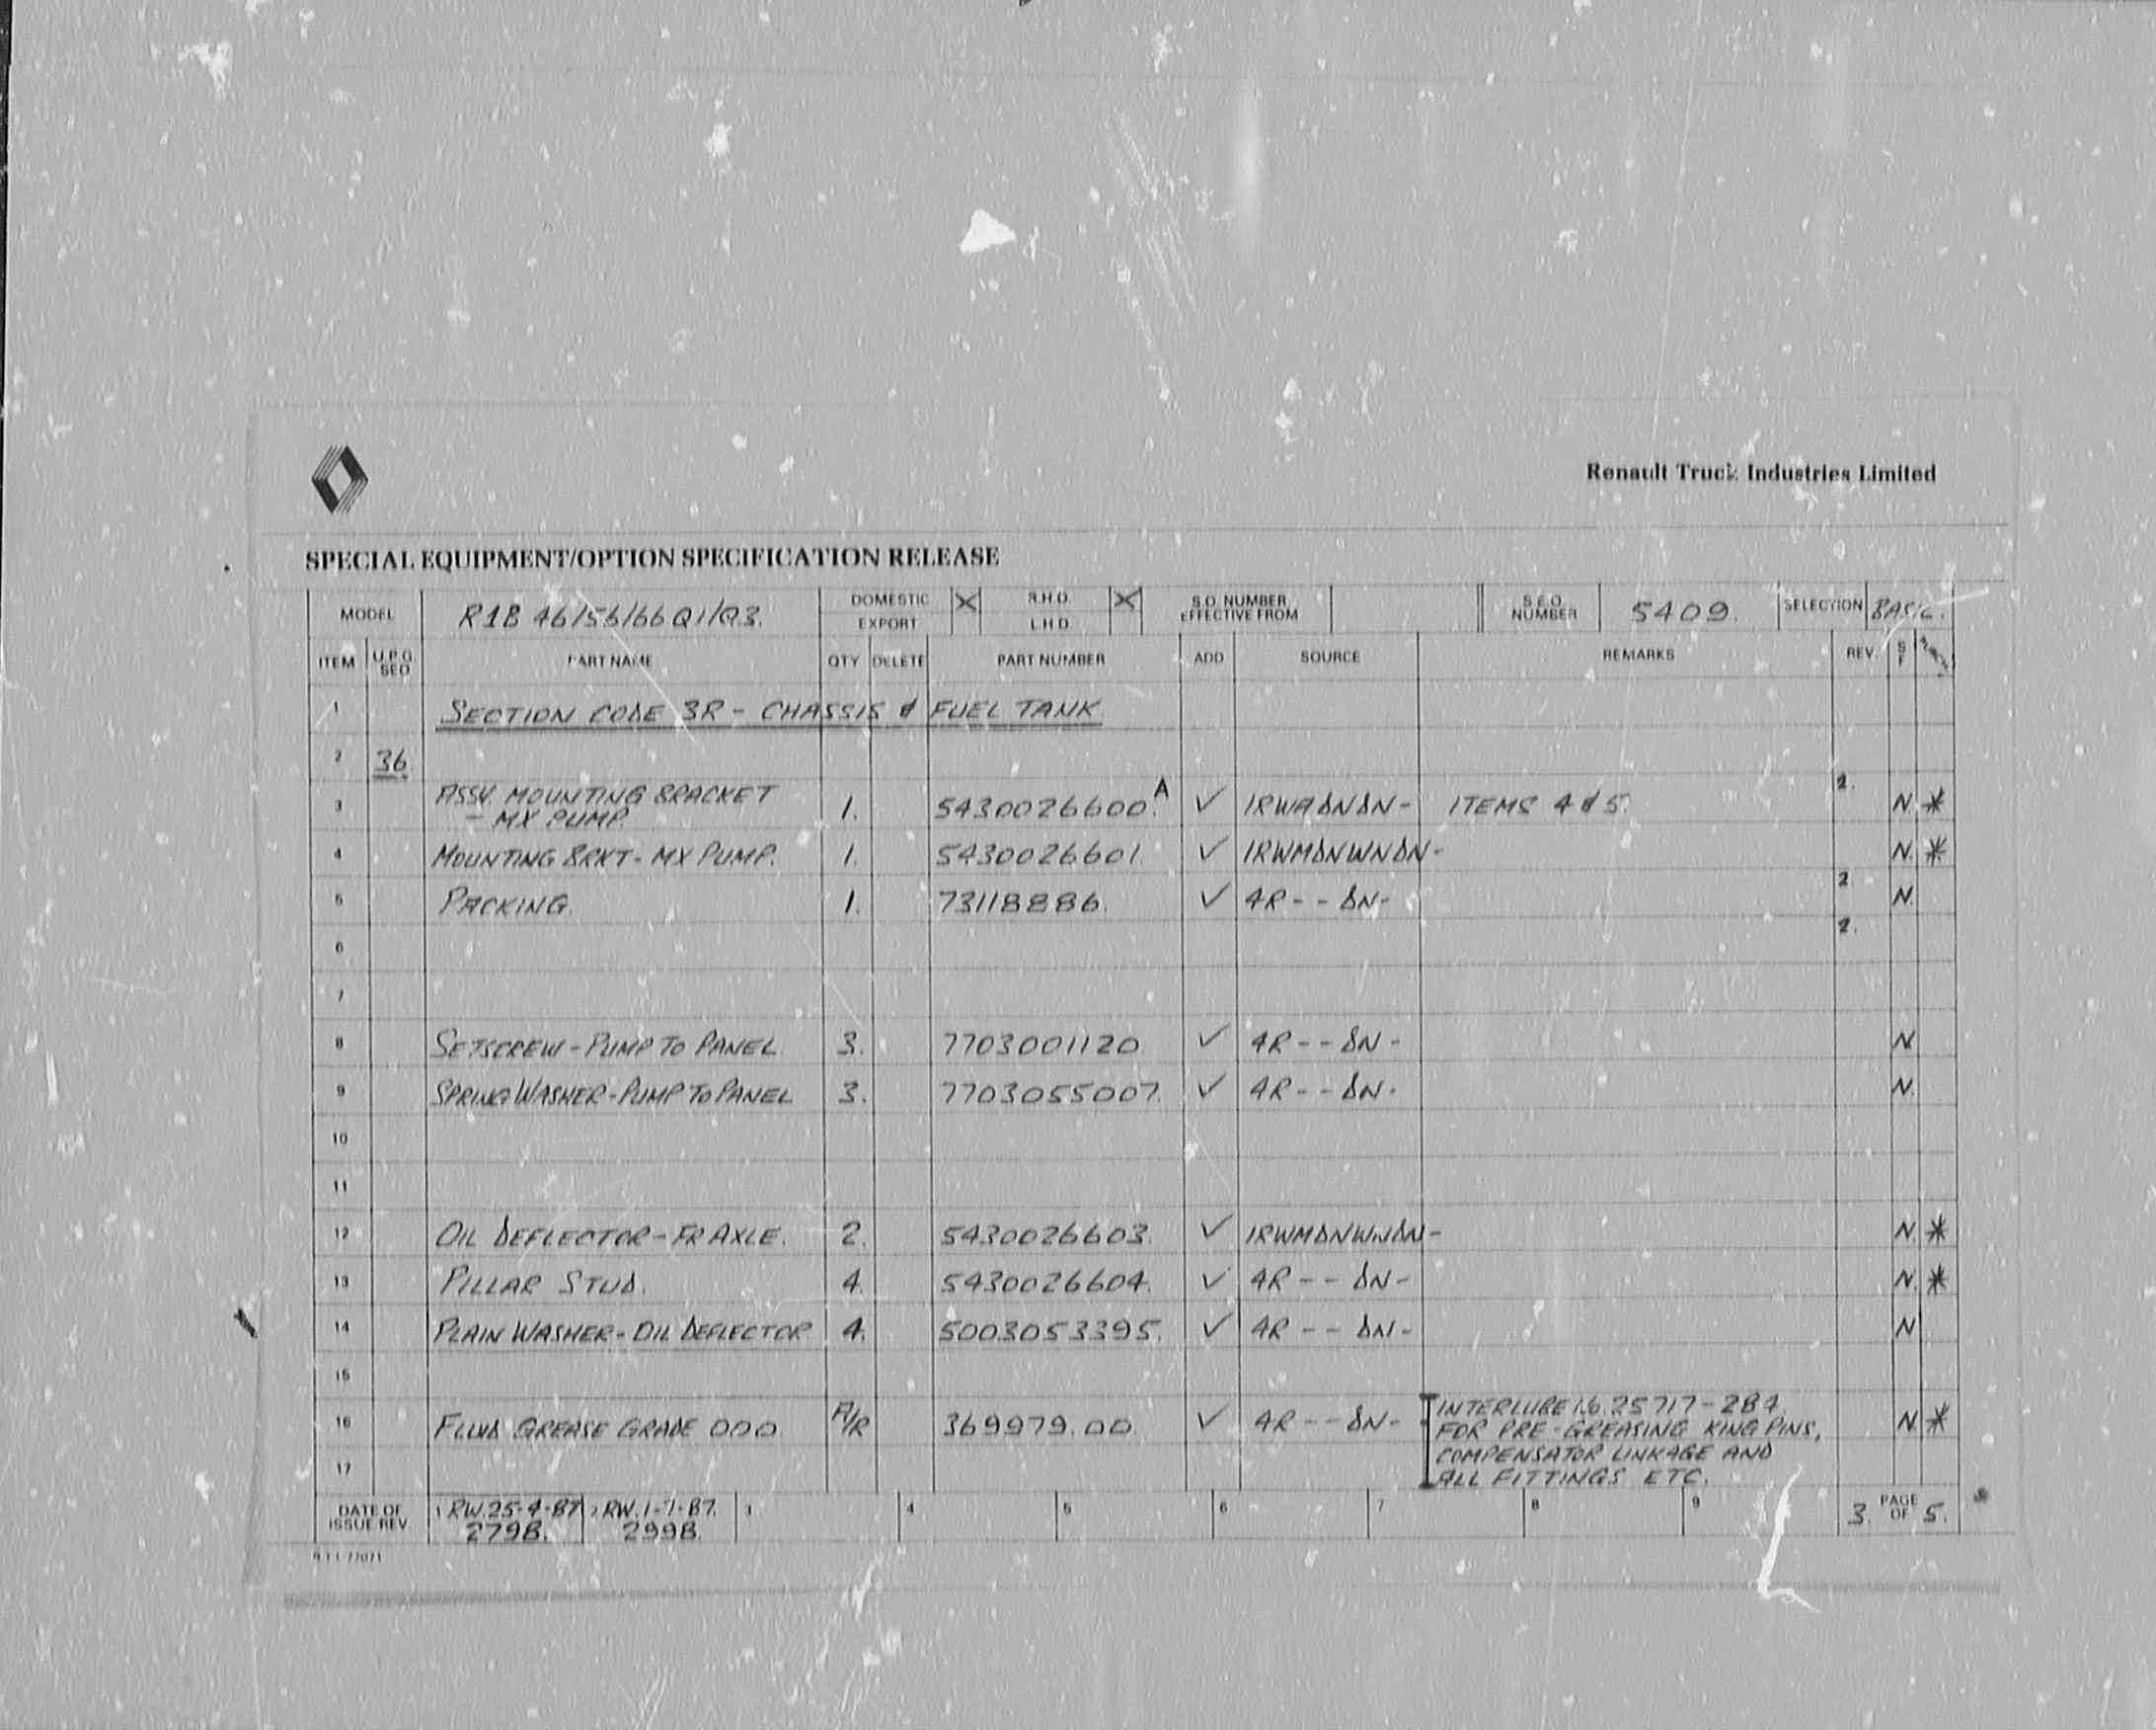 Renault Truck Industries Limited
SPECIAL EQUIPMENT/OPTION SPECIFICATION RELEASE
MODEL R1B 46/56/66 Q1/Q3. DOMESTIC X R.H.D. X S.O. NUMBER S.E.O. 5409. SELECTION BASIC.
EXPORT L.H.D. EFFECTIVE FROM NUMBER
ITEM U.P.G. SEQ PART NAME QTY DELETE PART NUMBER ADD SOURCE REMARKS REV. S F
1 SECTION CODE 3R - CHASSIS & FUEL TANK
2 36
3 ASSY. MOUNTING BRACKET 1. 5430026600. A ✓ IRWADNDN- ITEMS 4 & 5. 2. N *
- MX PUMP.
4 MOUNTING BRKT - MX PUMP. 1. 5430026601 ✓ IRWMDNWNDN- N. *
5 PACKING. 1. 73118886. ✓ 4R--DN- 2 N.
6 2.
7
8 SETSCREW - PUMP TO PANEL 3. 7703001120 ✓ 4R--DN- N
9 SPRING WASHER - PUMP TO PANEL 3. 7703055007. ✓ 4R--DN- N.
10
11
12 OIL DEFLECTOR - FR AXLE. 2. 5430026603. ✓ IRWMDNWNDN- N. *
13 PILLAR STUD. 4. 5430026604. ✓ 4R--DN- N. *
14 PLAIN WASHER - OIL DEFLECTOR 4. 5003053395. ✓ 4R--DN- N
15
16 FLUID GREASE GRADE 000 A/R 369979.00. ✓ 4R--DN- INTERLUBE 25717-284 N *
FOR PRE-GREASING KING PINS,
17 COMPENSATOR LINKAGE AND
ALL FITTINGS ETC.
DATE OF ISSUE REV. 1 RW.25-4-87 2 RW.1-7-87. 3 4 5 6 7 8 9 3. PAGE OF 5.
279B. 299B.
R.T.I. 77071